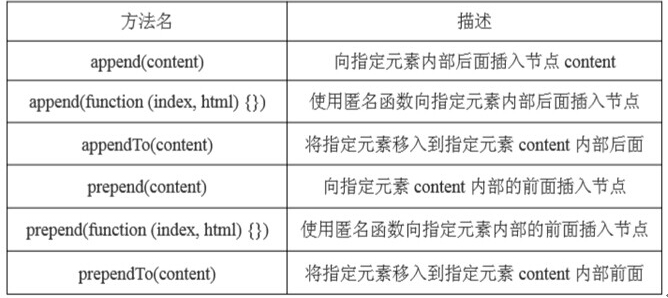 方法名 描述
append(content) 向指定元素内部后面插入节点 content
append(function (index, html) {}) 使用匿名函数向指定元素内部后面插入节点
appendTo(content) 将指定元素移入到指定元素 content 内部后面
prepend(content) 向指定元素 content 内部的前面插入节点
prepend(function (index, html) {}) 使用匿名函数向指定元素内部的前面插入节点
prependTo(content) 将指定元素移入到指定元素 content 内部前面